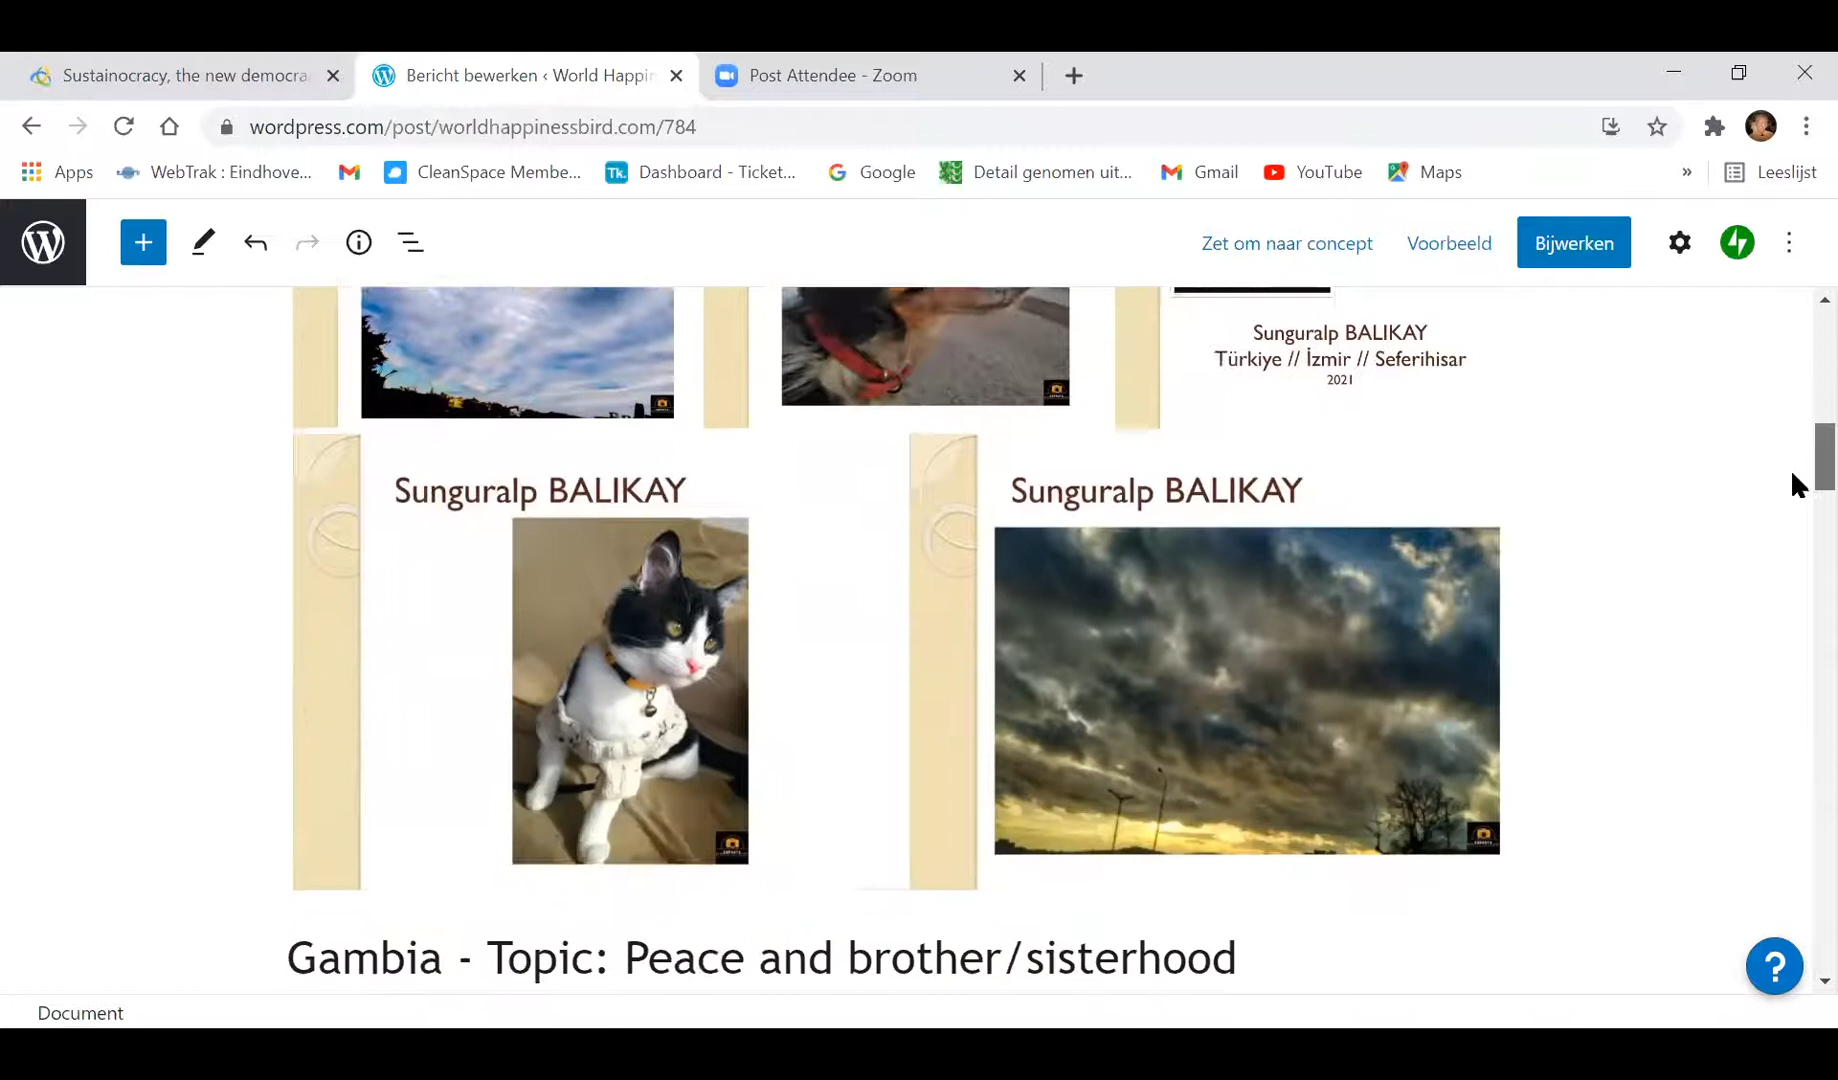 Sustainocracy, the new democra
Bericht bewerken ‹ World Happin
Post Attendee - Zoom
wordpress.com/post/worldhappinessbird.com/784
Apps
WebTrak : Eindhove...
CleanSpace Membe...
Tk.
Dashboard - Ticket...
Google
Detail genomen uit...
Gmail
YouTube
Maps
»
Leeslijst
Zet om naar concept
Voorbeeld
Bijwerken
Sunguralp BALIKAY
Türkiye // İzmir // Seferihisar
2021
Sunguralp BALIKAY
Sunguralp BALIKAY
Gambia - Topic: Peace and brother/sisterhood
Document